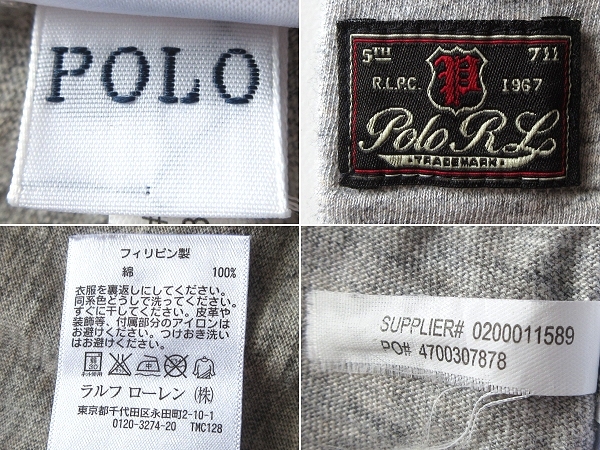 POLO
5TH 711
R.L.P.C. 1967
Polo R L
TRADEMARK
フィリピン製
綿 100%
衣服を裏返しにしてください。
同系色どうしで洗ってください。
すぐに干してください。皮革や
装飾等、付属部分のアイロンは
お避けください。つけおき洗い
はお避けください。
ラルフ ローレン（株）
東京都千代田区永田町2-10-1
0120-3274-20 TMC128
SUPPLIER# 0200011589
PO# 4700307878